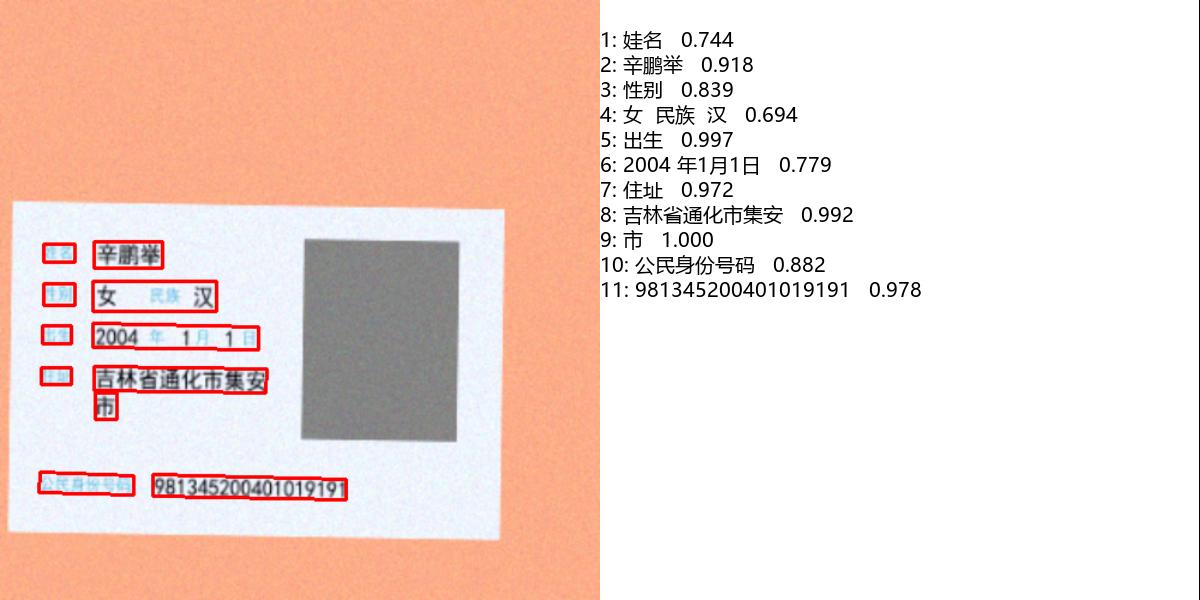 姓名 辛鹏举
性别 女 民族 汉
出生 2004 年 1 月 1 日
住址 吉林省通化市集安
市
公民身份号码 981345200401019191
1: 娃名 0.744
2: 辛鹏举 0.918
3: 性别 0.839
4: 女 民族 汉 0.694
5: 出生 0.997
6: 2004 年1月1日 0.779
7: 住址 0.972
8: 吉林省通化市集安 0.992
9: 市 1.000
10: 公民身份号码 0.882
11: 981345200401019191 0.978